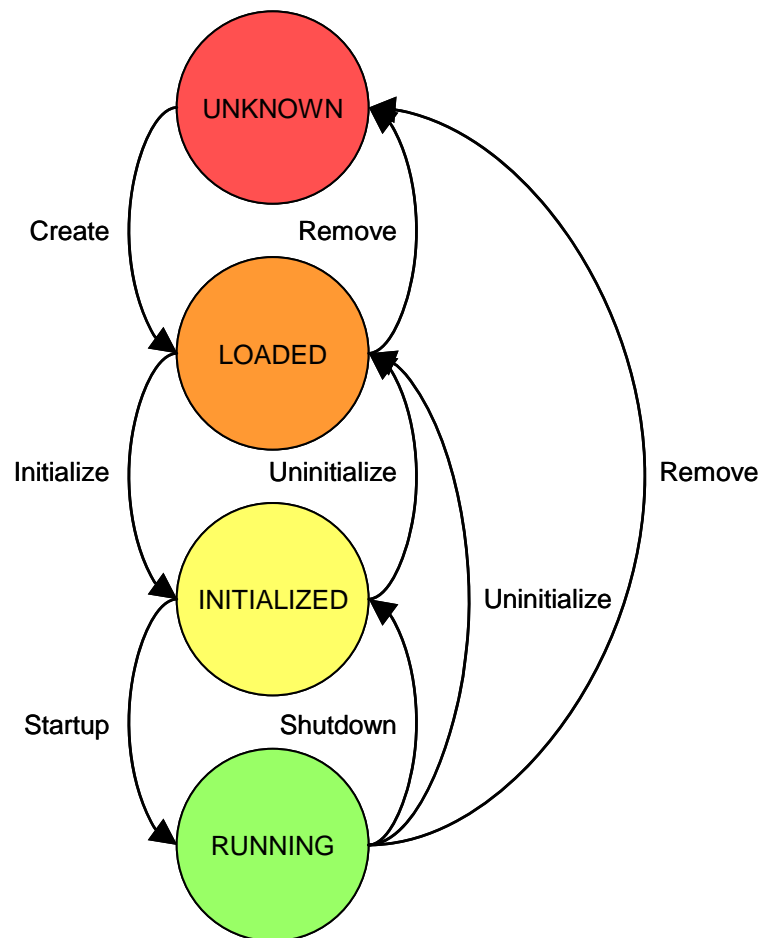 UNKNOWN
Create
Remove
LOADED
Initialize
Uninitialize
Remove
INITIALIZED
Uninitialize
Startup
Shutdown
RUNNING